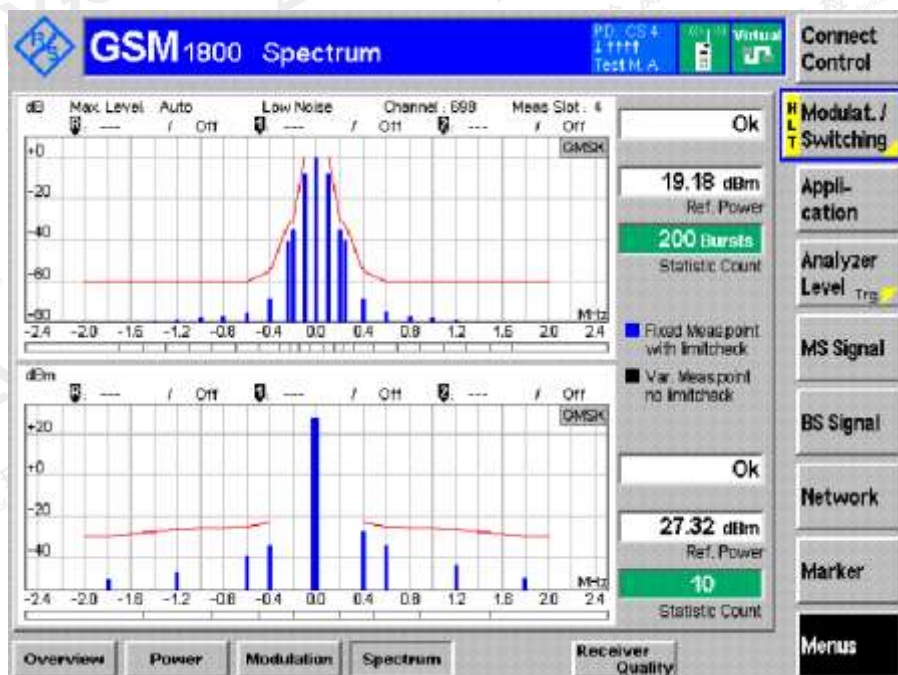 R&S
GSM 1800 Spectrum
PD, CS4
Test M. A
Virtual
Connect Control
HLT
Modulat. / Switching
Appli- cation
Analyzer Level Trg
MS Signal
BS Signal
Network
Marker
Menus
dB Max. Level Auto Low Noise Channel : 698 Meas Slot : 4
--- / Off 1 --- / Off 2 --- / Off
GMSK
+0
-20
-40
-60
-80
MHz
-2.4 -2.0 -1.6 -1.2 -0.8 -0.4 0.0 0.4 0.8 1.2 1.6 2.0 2.4
Ok
19.18 dBm
Ref. Power
200 Bursts
Statistic Count
Fixed Meas point
with limitcheck
Var. Meas point
no limitcheck
dBm
--- / Off 1 --- / Off 2 --- / Off
GMSK
+20
+0
-20
-40
MHz
-2.4 -2.0 -1.6 -1.2 -0.8 -0.4 0.0 0.4 0.8 1.2 1.6 2.0 2.4
Ok
27.32 dBm
Ref. Power
10
Statistic Count
Overview Power Modulation Spectrum Receiver Quality